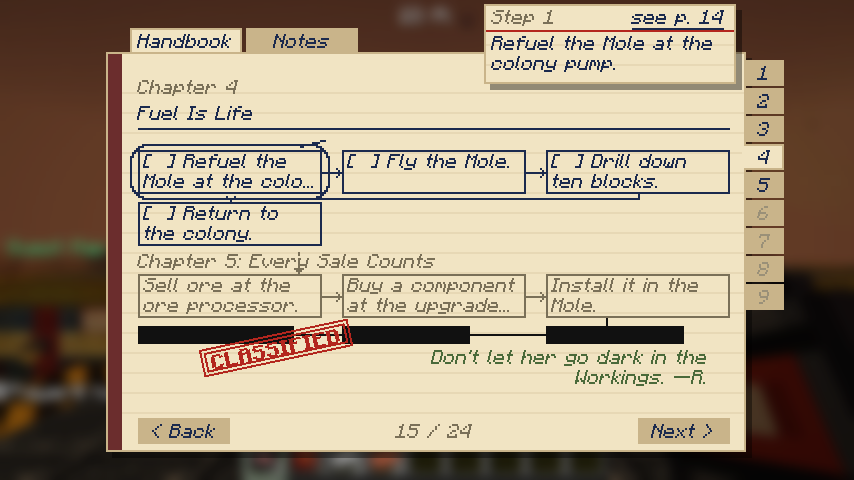 Step 1 see p. 14
Refuel the Mole at the
colony pump.
Handbook Notes
Chapter 4
Fuel Is Life
[ ] Refuel the
Mole at the colo...
[ ] Fly the Mole.
[ ] Drill down
ten blocks.
[ ] Return to
the colony.
Chapter 5: Every Sale Counts
Sell ore at the
ore processor.
Buy a component
at the upgrade...
Install it in the
Mole.
CLASSIFIED
Don't let her go dark in the
Workings. —R.
< Back
15 / 24
Next >
1
2
3
4
5
6
7
8
9